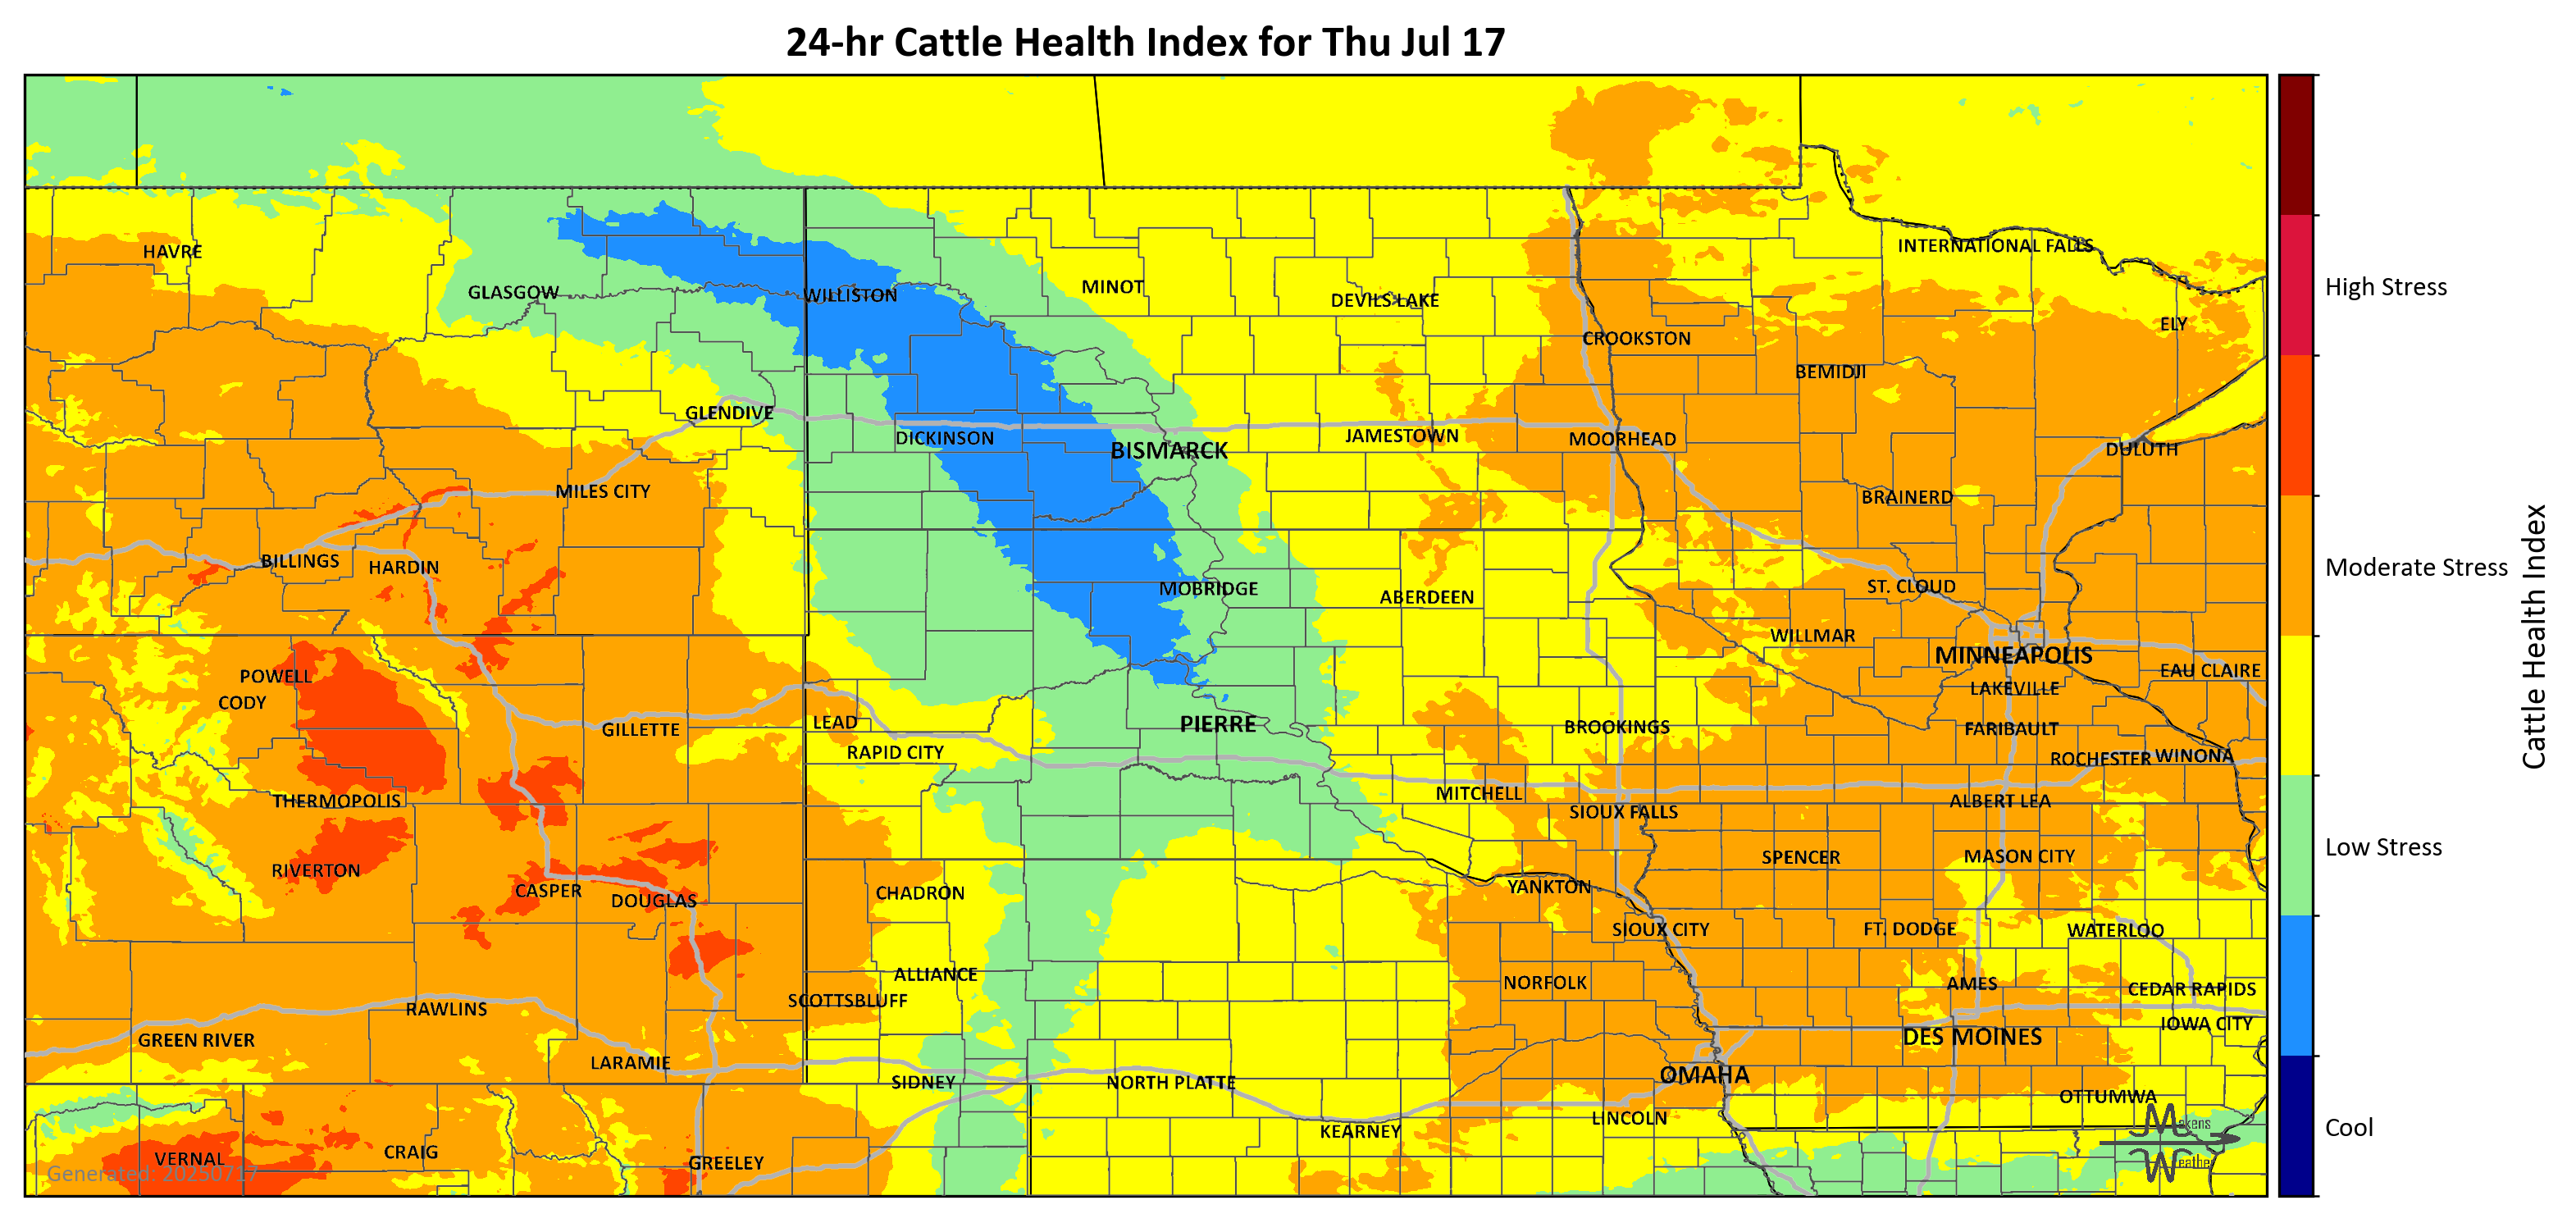 24-hr Cattle Health Index for Thu Jul 17
INTERNATIONAL FALLS
HAVRE
GLASGOW
WILLISTON
MINOT
DEVILS LAKE
High Stress
ELY
CROOKSTON
BEMIDJI
GLENDIVE
DICKINSON
BISMARCK
JAMESTOWN
MOORHEAD
DULUTH
MILES CITY
BRAINERD
BILLINGS
HARDIN
Moderate Stress
MOBRIDGE
ABERDEEN
ST. CLOUD
WILLMAR
MINNEAPOLIS
EAU CLAIRE
Cattle Health Index
POWELL
CODY
LAKEVILLE
GILLETTE
LEAD
PIERRE
BROOKINGS
FARIBAULT
RAPID CITY
ROCHESTER
WINONA
THERMOPOLIS
MITCHELL
SIOUX FALLS
ALBERT LEA
Low Stress
RIVERTON
SPENCER
MASON CITY
CASPER
DOUGLAS
CHADRON
YANKTON
SIOUX CITY
FT. DODGE
WATERLOO
ALLIANCE
NORFOLK
AMES
CEDAR RAPIDS
RAWLINS
SCOTTSBLUFF
GREEN RIVER
DES MOINES
IOWA CITY
LARAMIE
SIDNEY
NORTH PLATTE
OMAHA
OTTUMWA
LINCOLN
KEARNEY
Makens
Weather
Cool
VERNAL
CRAIG
GREELEY
Generated: 20250717